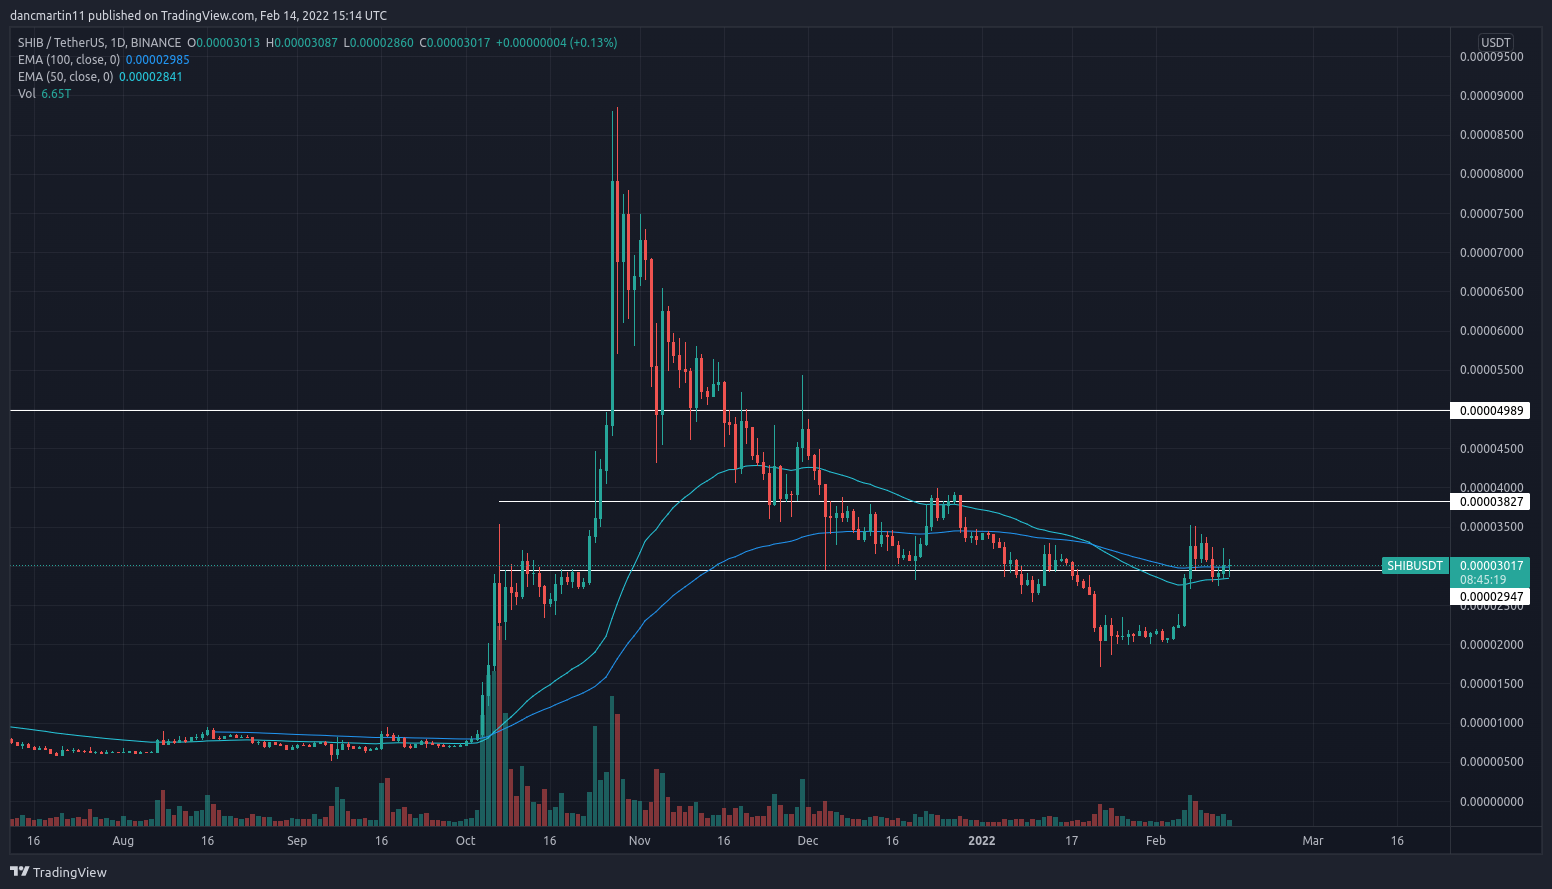 dancmartin11 published on TradingView.com, Feb 14, 2022 15:14 UTC
SHIB / TetherUS, 1D, BINANCE O0.00003013 H0.00003087 L0.00002860 C0.00003017 +0.00000004 (+0.13%)
EMA (100, close, 0) 0.00002985
EMA (50, close, 0) 0.00002841
Vol 6.65T
USDT
0.00009500
0.00009000
0.00008500
0.00008000
0.00007500
0.00007000
0.00006500
0.00006000
0.00005500
0.00004989
0.00004500
0.00004000
0.00003827
0.00003500
SHIBUSDT 0.00003017
08:45:19
0.00002947
0.00002500
0.00002000
0.00001500
0.00001000
0.00000500
0.00000000
16 Aug 16 Sep 16 Oct 16 Nov 16 Dec 16 2022 17 Feb Mar 16
TradingView